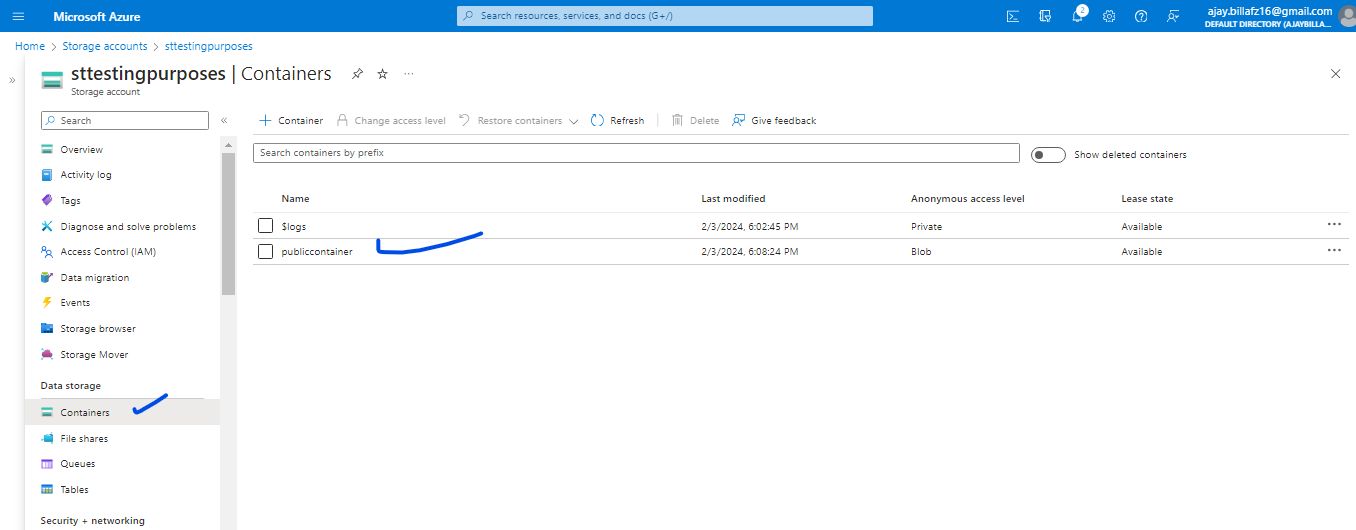 Microsoft Azure
Search resources, services, and docs (G+/)
2
ajay.billafz16@gmail.com
DEFAULT DIRECTORY (AJAYBILLA...
Home > Storage accounts > sttestingpurposes
sttestingpurposes | Containers
Storage account
Search
Container
Change access level
Restore containers
Refresh
Delete
Give feedback
Search containers by prefix
Show deleted containers
Overview
Activity log
Tags
Diagnose and solve problems
Access Control (IAM)
Data migration
Events
Storage browser
Storage Mover
Data storage
Containers
File shares
Queues
Tables
Security + networking
Name Last modified Anonymous access level Lease state
$logs 2/3/2024, 6:02:45 PM Private Available
publiccontainer 2/3/2024, 6:08:24 PM Blob Available